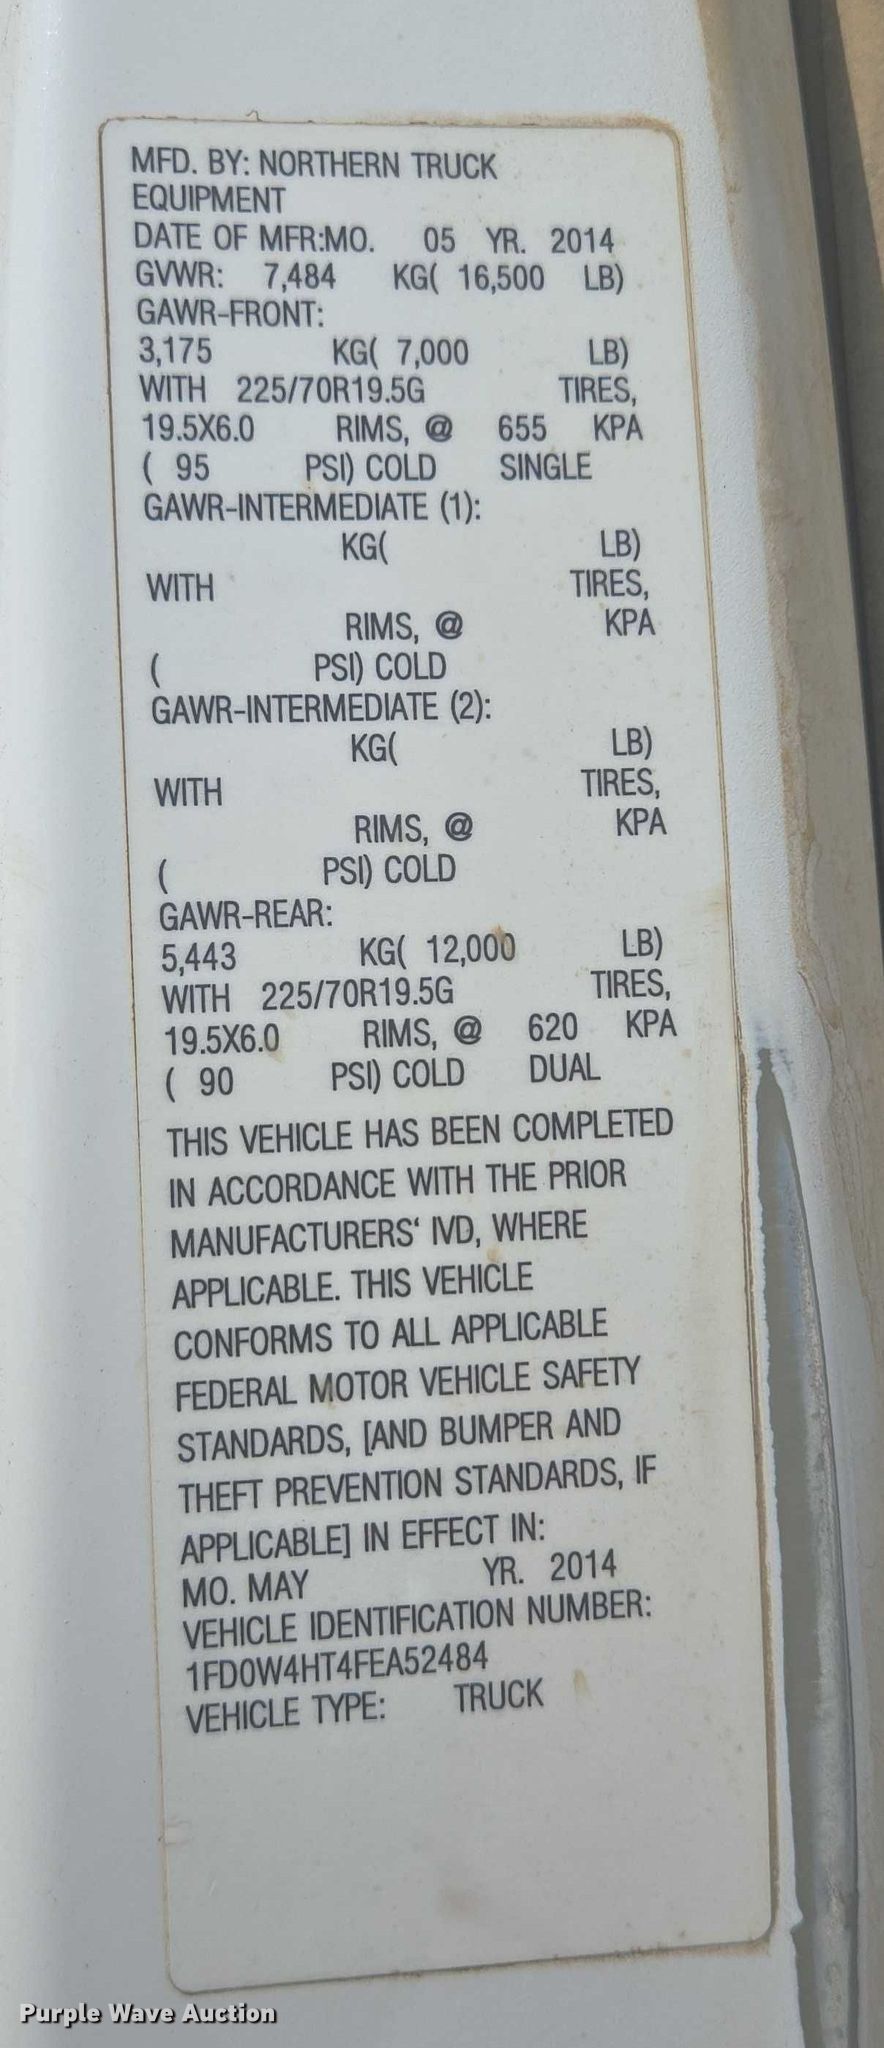 MFD. BY: NORTHERN TRUCK
EQUIPMENT
DATE OF MFR:MO. 05 YR. 2014
GVWR: 7,484 KG( 16,500 LB)
GAWR-FRONT:
3,175 KG( 7,000 LB)
WITH 225/70R19.5G TIRES,
19.5X6.0 RIMS, @ 655 KPA
( 95 PSI) COLD SINGLE
GAWR-INTERMEDIATE (1):
KG( LB)
WITH TIRES,
RIMS, @ KPA
( PSI) COLD
GAWR-INTERMEDIATE (2):
KG( LB)
WITH TIRES,
RIMS, @ KPA
( PSI) COLD
GAWR-REAR:
5,443 KG( 12,000 LB)
WITH 225/70R19.5G TIRES,
19.5X6.0 RIMS, @ 620 KPA
( 90 PSI) COLD DUAL
THIS VEHICLE HAS BEEN COMPLETED
IN ACCORDANCE WITH THE PRIOR
MANUFACTURERS‘ IVD, WHERE
APPLICABLE. THIS VEHICLE
CONFORMS TO ALL APPLICABLE
FEDERAL MOTOR VEHICLE SAFETY
STANDARDS, [AND BUMPER AND
THEFT PREVENTION STANDARDS, IF
APPLICABLE] IN EFFECT IN:
MO. MAY YR. 2014
VEHICLE IDENTIFICATION NUMBER:
1FD0W4HT4FEA52484
VEHICLE TYPE: TRUCK
Purple Wave Auction